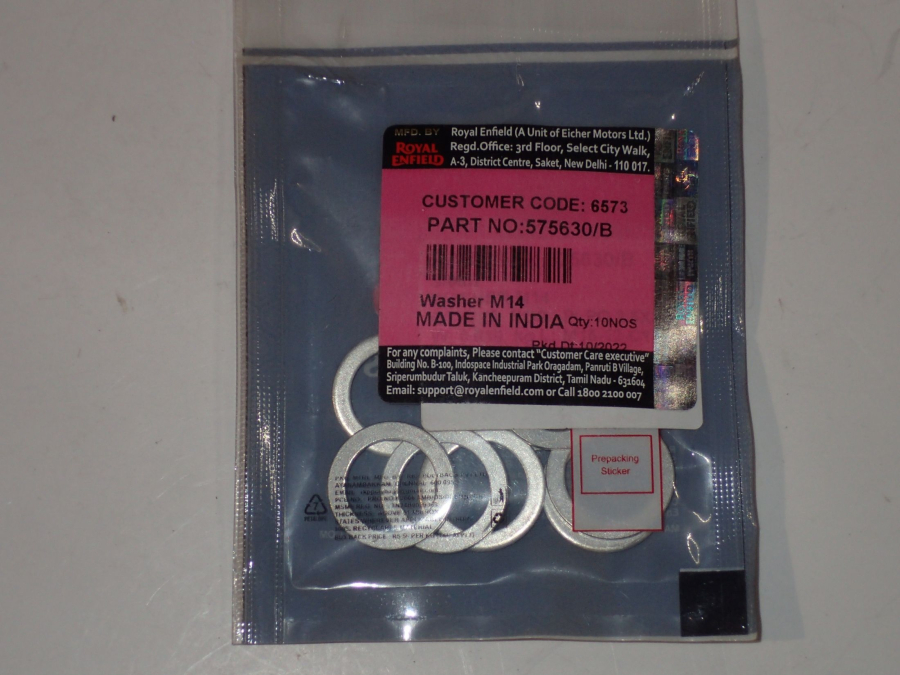 MFD. BY
ROYAL
ENFIELD
Royal Enfield (A Unit of Eicher Motors Ltd.)
Regd.Office: 3rd Floor, Select City Walk,
A-3, District Centre, Saket, New Delhi - 110 017.
CUSTOMER CODE: 6573
PART NO:575630/B
Washer M14
MADE IN INDIA Qty:10NOS
Pkd Dt:10/2022
For any complaints, Please contact "Customer Care executive"
Building No. B-100, Indospace Industrial Park Oragadam, Panruti B Village,
Sriperumbudur Taluk, Kancheepuram District, Tamil Nadu - 631604
Email: support@royalenfield.com or Call 1800 2100 007
Prepacking
Sticker